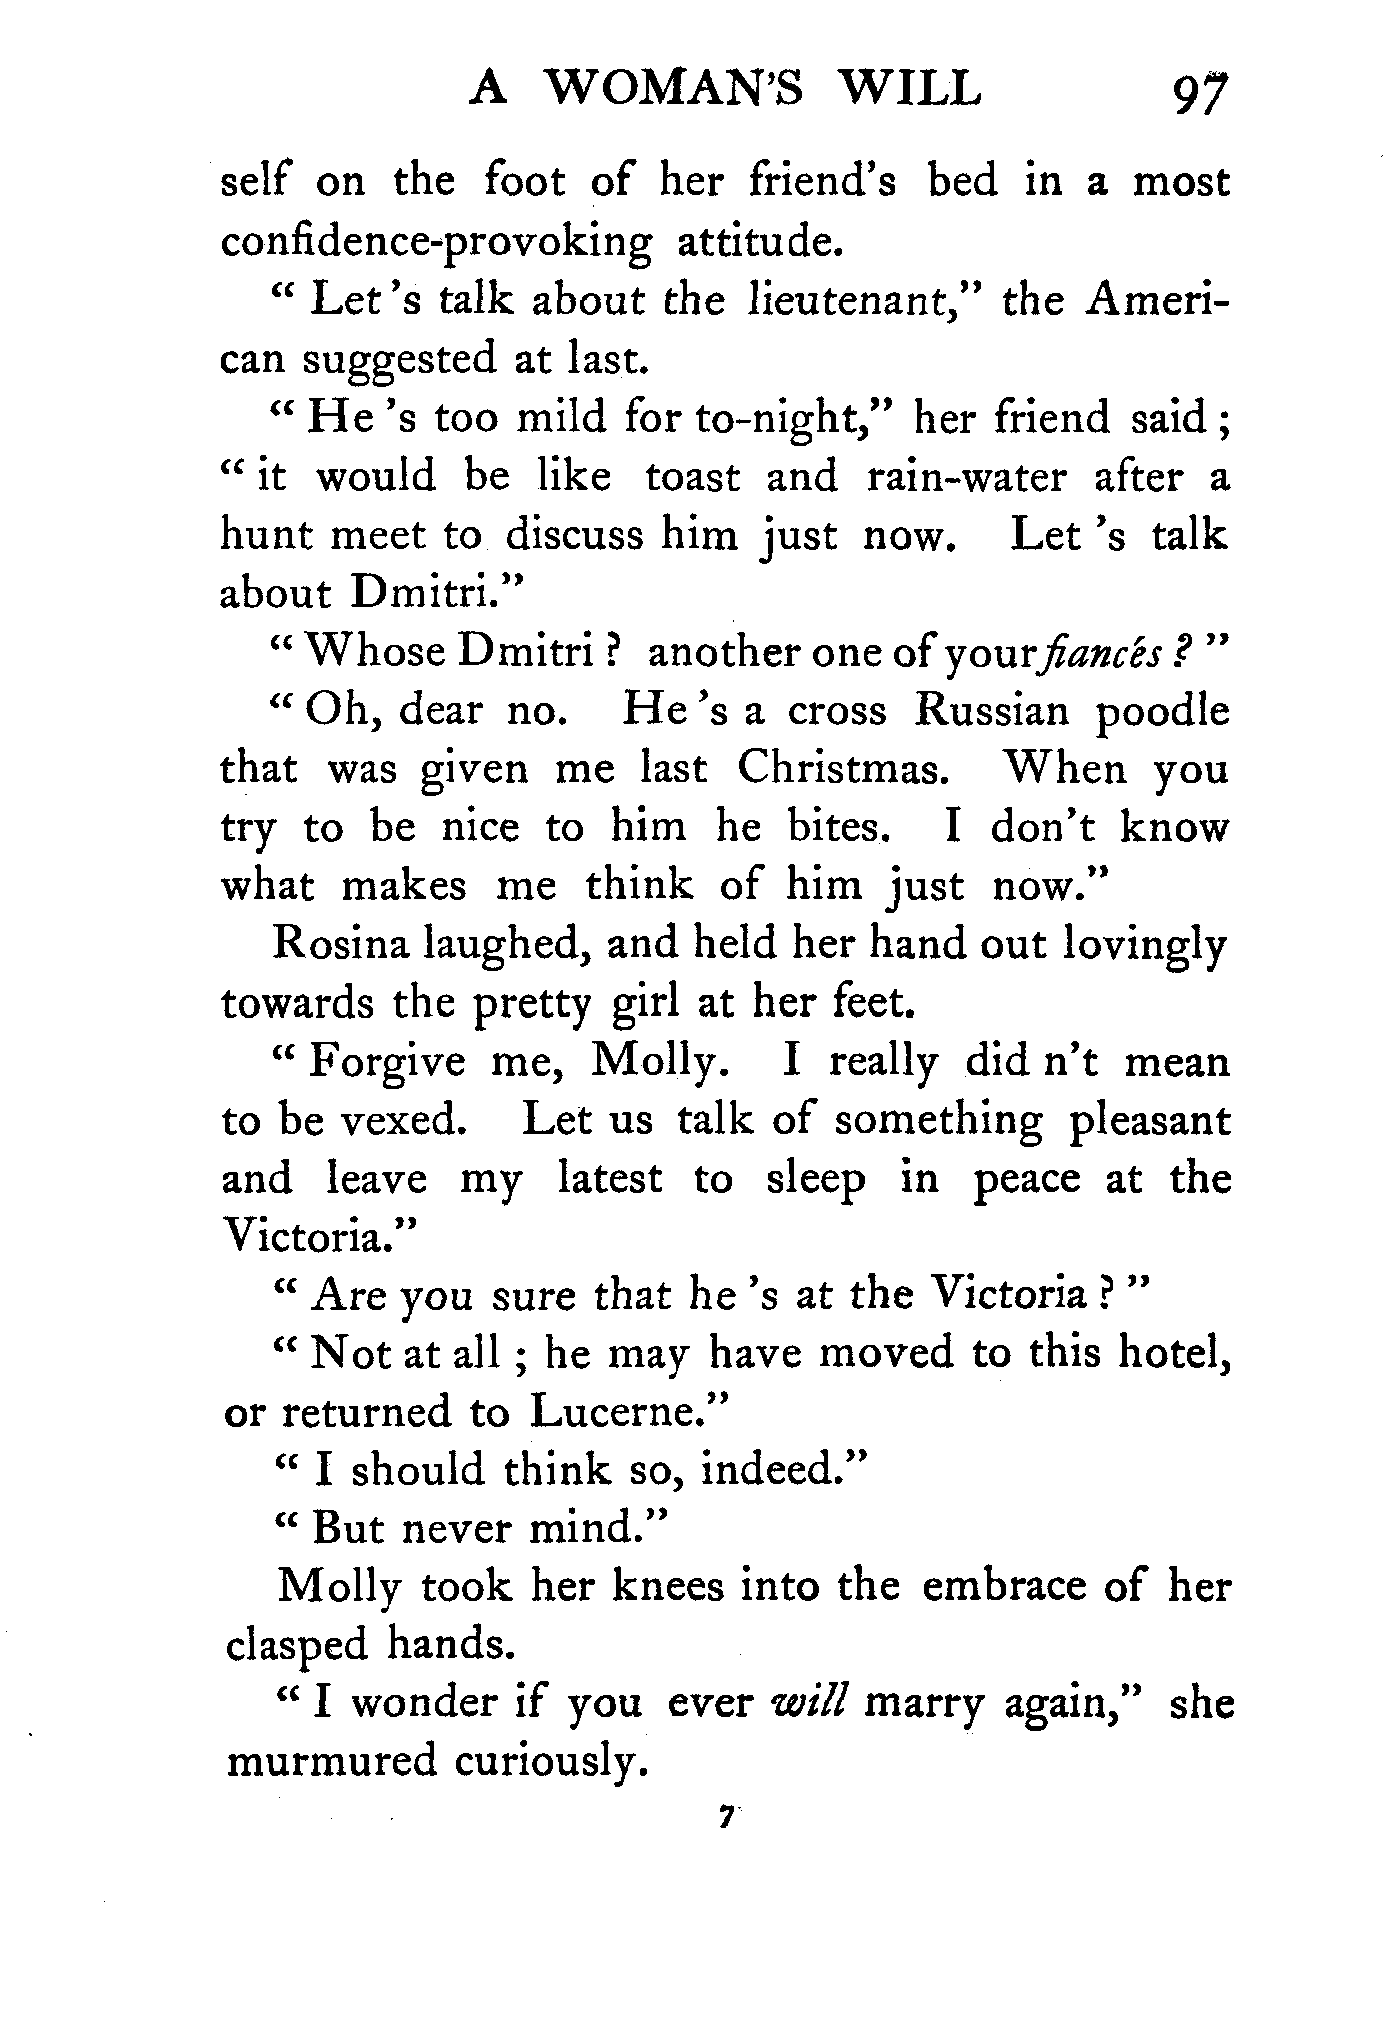 A WOMAN'S WILL 97
self on the foot of her friend's bed in a most
confidence-provoking attitude.
“ Let 's talk about the lieutenant,” the Ameri-
can suggested at last.
“ He 's too mild for to-night,” her friend said ;
“ it would be like toast and rain-water after a
hunt meet to discuss him just now. Let 's talk
about Dmitri.”
“ Whose Dmitri ? another one of your fiancés ? ”
“ Oh, dear no. He 's a cross Russian poodle
that was given me last Christmas. When you
try to be nice to him he bites. I don't know
what makes me think of him just now.”
Rosina laughed, and held her hand out lovingly
towards the pretty girl at her feet.
“ Forgive me, Molly. I really did n't mean
to be vexed. Let us talk of something pleasant
and leave my latest to sleep in peace at the
Victoria.”
“ Are you sure that he 's at the Victoria ? ”
“ Not at all ; he may have moved to this hotel,
or returned to Lucerne.”
“ I should think so, indeed.”
“ But never mind.”
Molly took her knees into the embrace of her
clasped hands.
“ I wonder if you ever will marry again,” she
murmured curiously.
7